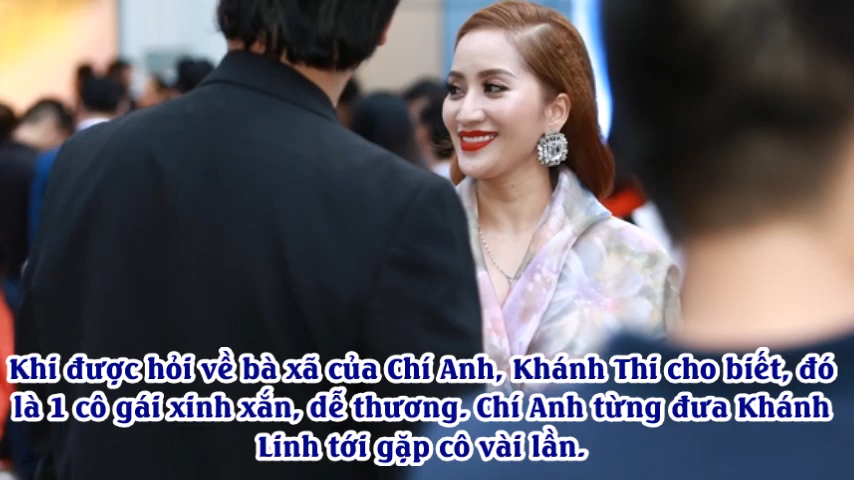 Khi được hỏi về bà xã của Chí Anh, Khánh Thi cho biết, đó
là 1 cô gái xinh xắn, dễ thương. Chí Anh từng đưa Khánh
Linh tới gặp cô vài lần.